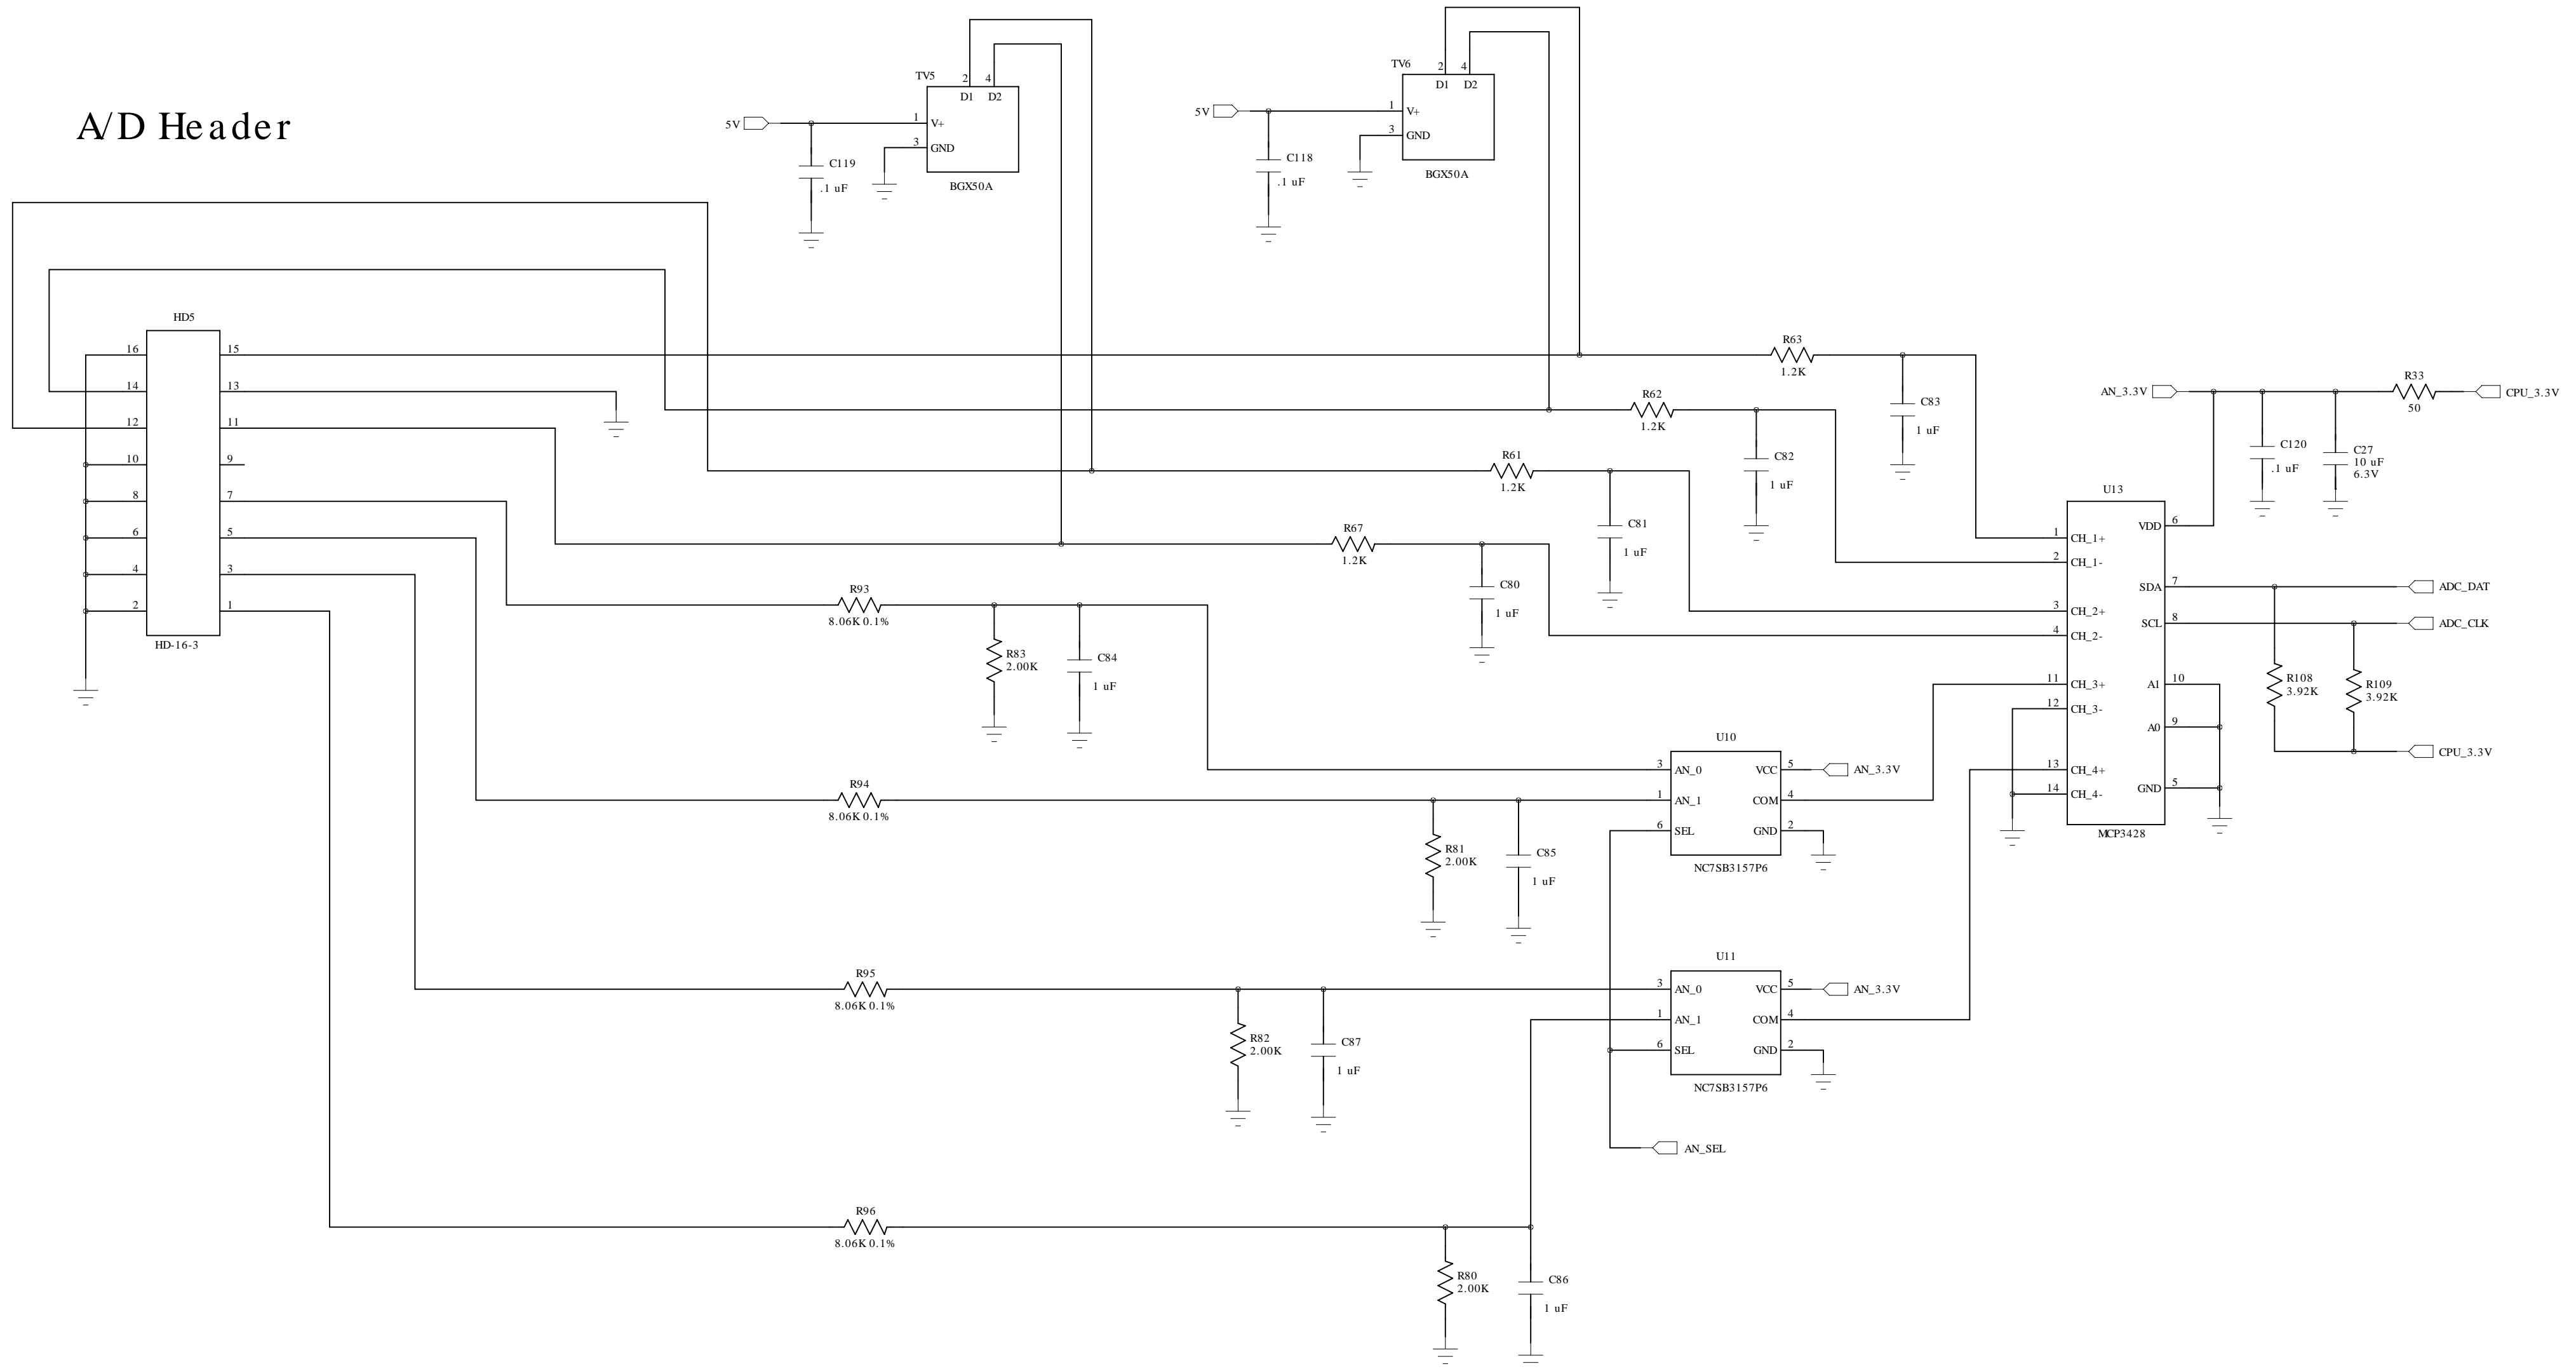 A/D Header
TV5
2
4
D1
D2
5V
1
V+
3
GND
C119
.1 uF
BGX50A
TV6
2
4
D1
D2
5V
1
V+
3
GND
C118
.1 uF
BGX50A
HD5
16
15
14
13
12
11
10
9
8
7
6
5
4
3
2
1
HD-16-3
R63
1.2K
C83
1 uF
R62
1.2K
C82
1 uF
R61
1.2K
C81
1 uF
R67
1.2K
C80
1 uF
R93
8.06K 0.1%
R83
2.00K
C84
1 uF
R94
8.06K 0.1%
R81
2.00K
C85
1 uF
R95
8.06K 0.1%
R82
2.00K
C87
1 uF
R96
8.06K 0.1%
R80
2.00K
C86
1 uF
U10
3
AN_0
VCC
5
AN_3.3V
1
AN_1
COM
4
6
SEL
GND
2
NC7SB3157P6
U11
3
AN_0
VCC
5
AN_3.3V
1
AN_1
COM
4
6
SEL
GND
2
NC7SB3157P6
AN_SEL
AN_3.3V
R33
50
CPU_3.3V
C120
.1 uF
C27
10 uF
6.3V
U13
VDD
6
1
CH_1+
2
CH_1-
SDA
7
ADC_DAT
3
CH_2+
SCL
8
ADC_CLK
4
CH_2-
11
CH_3+
A1
10
12
CH_3-
A0
9
13
CH_4+
14
CH_4-
GND
5
MCP3428
R108
3.92K
R109
3.92K
CPU_3.3V